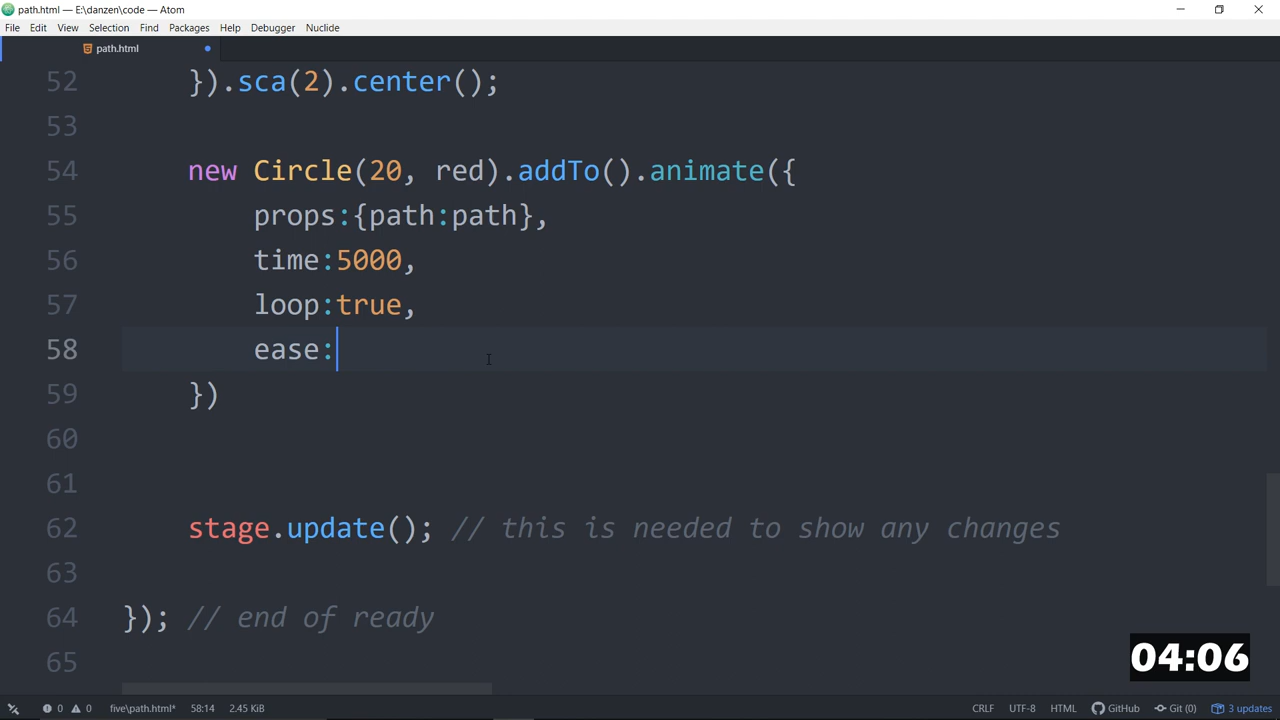 path.html — E:\danzen\code — Atom
File Edit View Selection Find Packages Help Debugger Nuclide
path.html
52 }).sca(2).center();
53
54 new Circle(20, red).addTo().animate({
55 props:{path:path},
56 time:5000,
57 loop:true,
58 ease:
59 })
60
61
62 stage.update(); // this is needed to show any changes
63
64 }); // end of ready
65
04:06
0 0 five\path.html* 58:14 2.45 KiB CRLF UTF-8 HTML GitHub Git (0) 3 updates